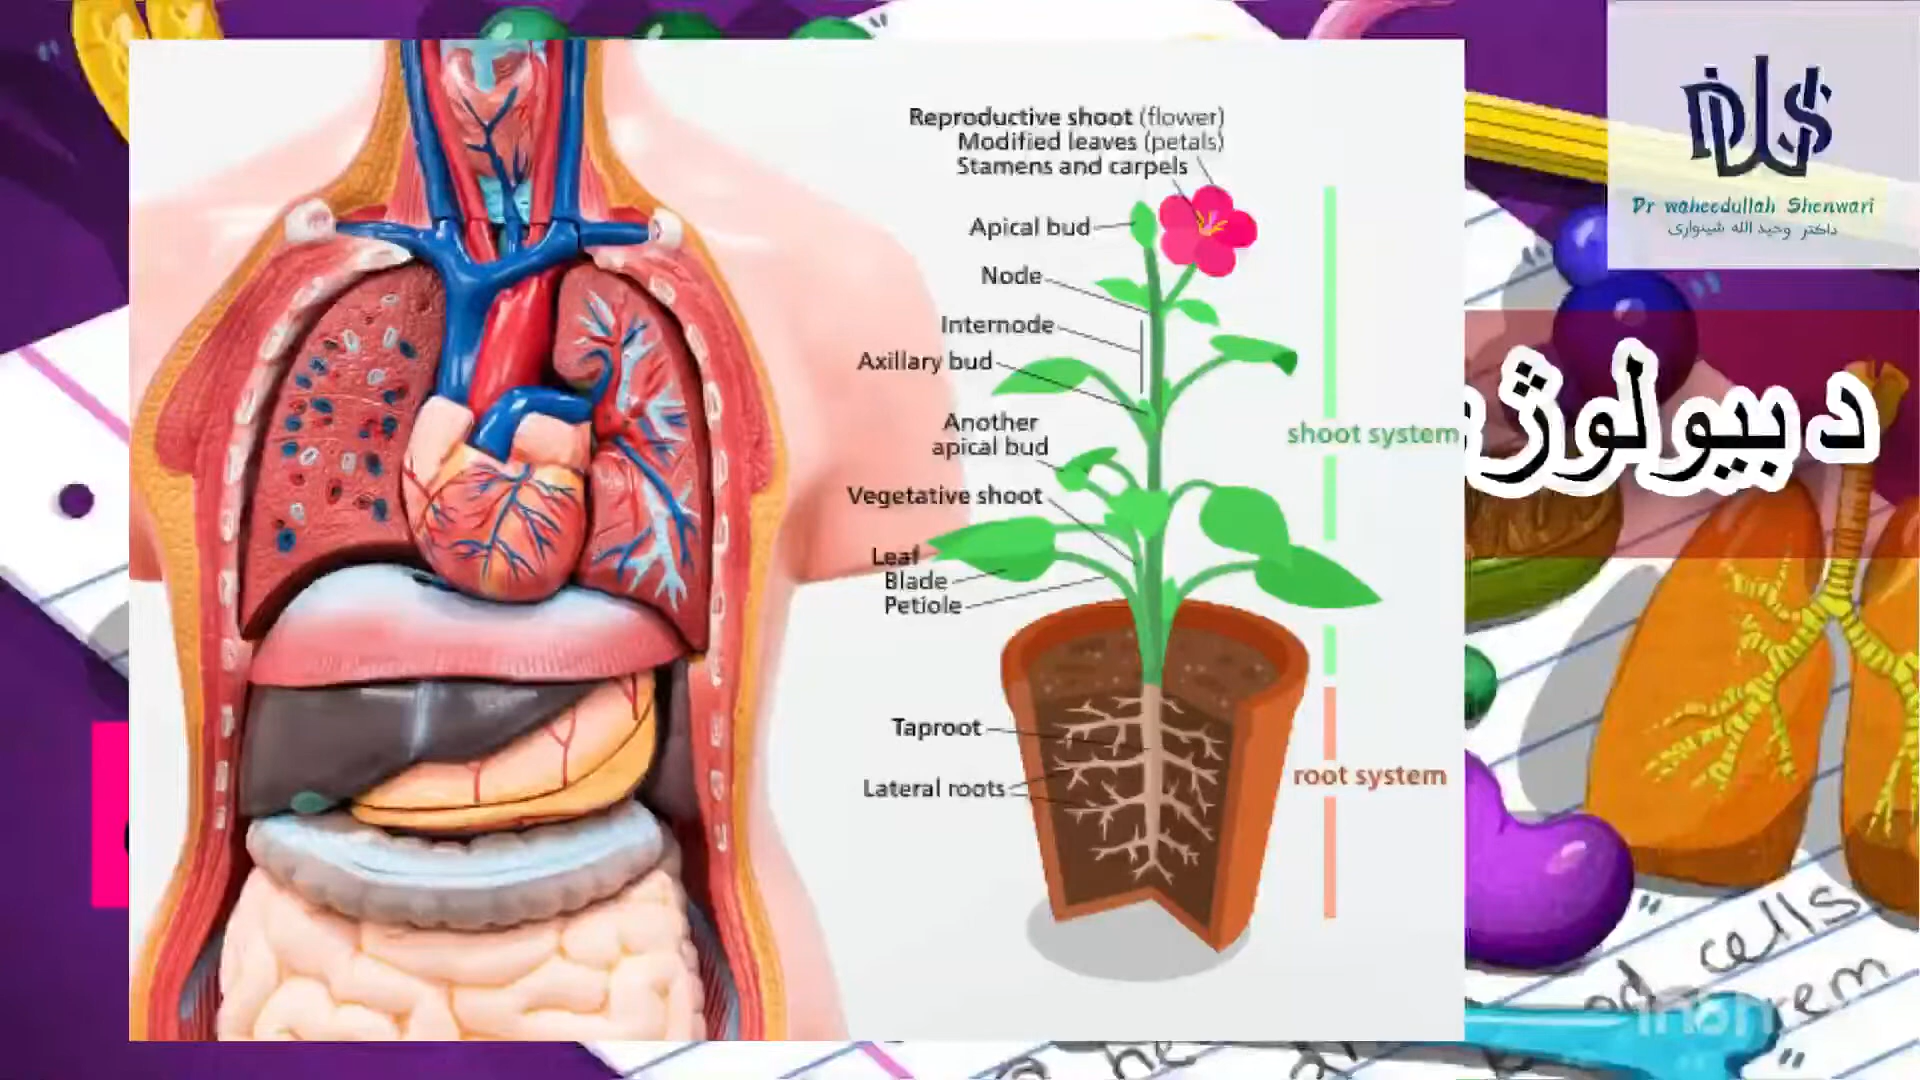 Reproductive shoot (flower)
Modified leaves (petals)
Stamens and carpels
Apical bud
Node
Internode
Axillary bud
Another
apical bud
Vegetative shoot
Leaf
Blade
Petiole
Taproot
Lateral roots
shoot system
root system
Dr waheedullah Shenwari
داکتر وحید الله شینواری
د بیولوژ
cells